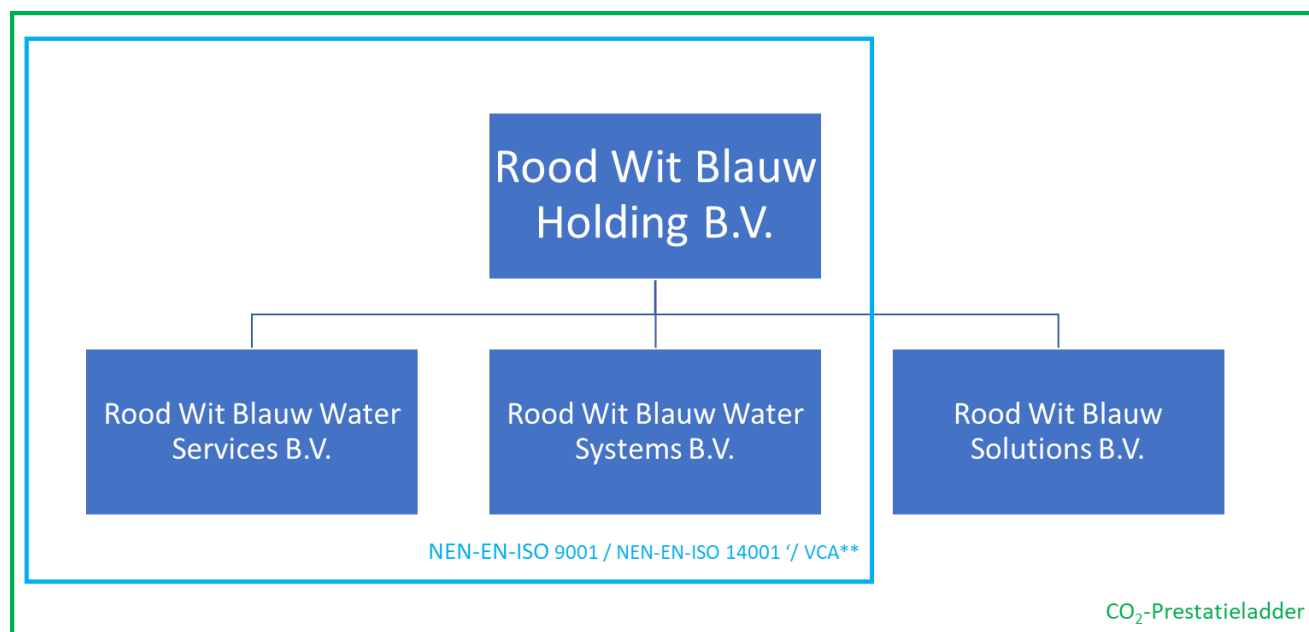 Rood Wit Blauw
Holding B.V.
Rood Wit Blauw Water
Services B.V.
Rood Wit Blauw Water
Systems B.V.
Rood Wit Blauw
Solutions B.V.
NEN-EN-ISO 9001 / NEN-EN-ISO 14001 ‘/ VCA**
CO₂-Prestatieladder